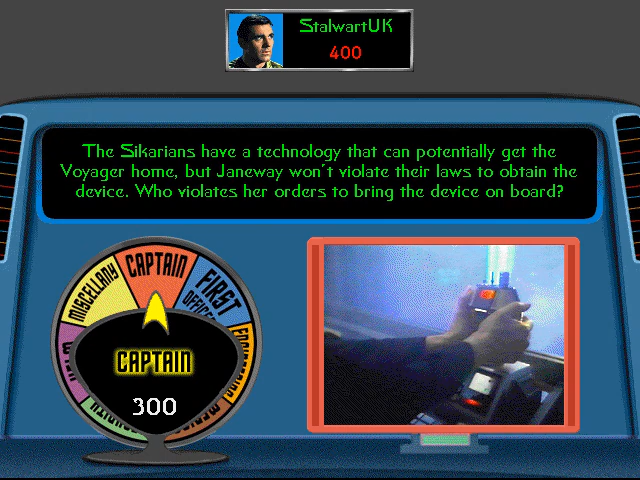 StalwartUK
400
The Sikarians have a technology that can potentially get the
Voyager home, but Janeway won't violate their laws to obtain the
device. Who violates her orders to bring the device on board?
MISCELLANY
CAPTAIN
FIRST
CAPTAIN
300